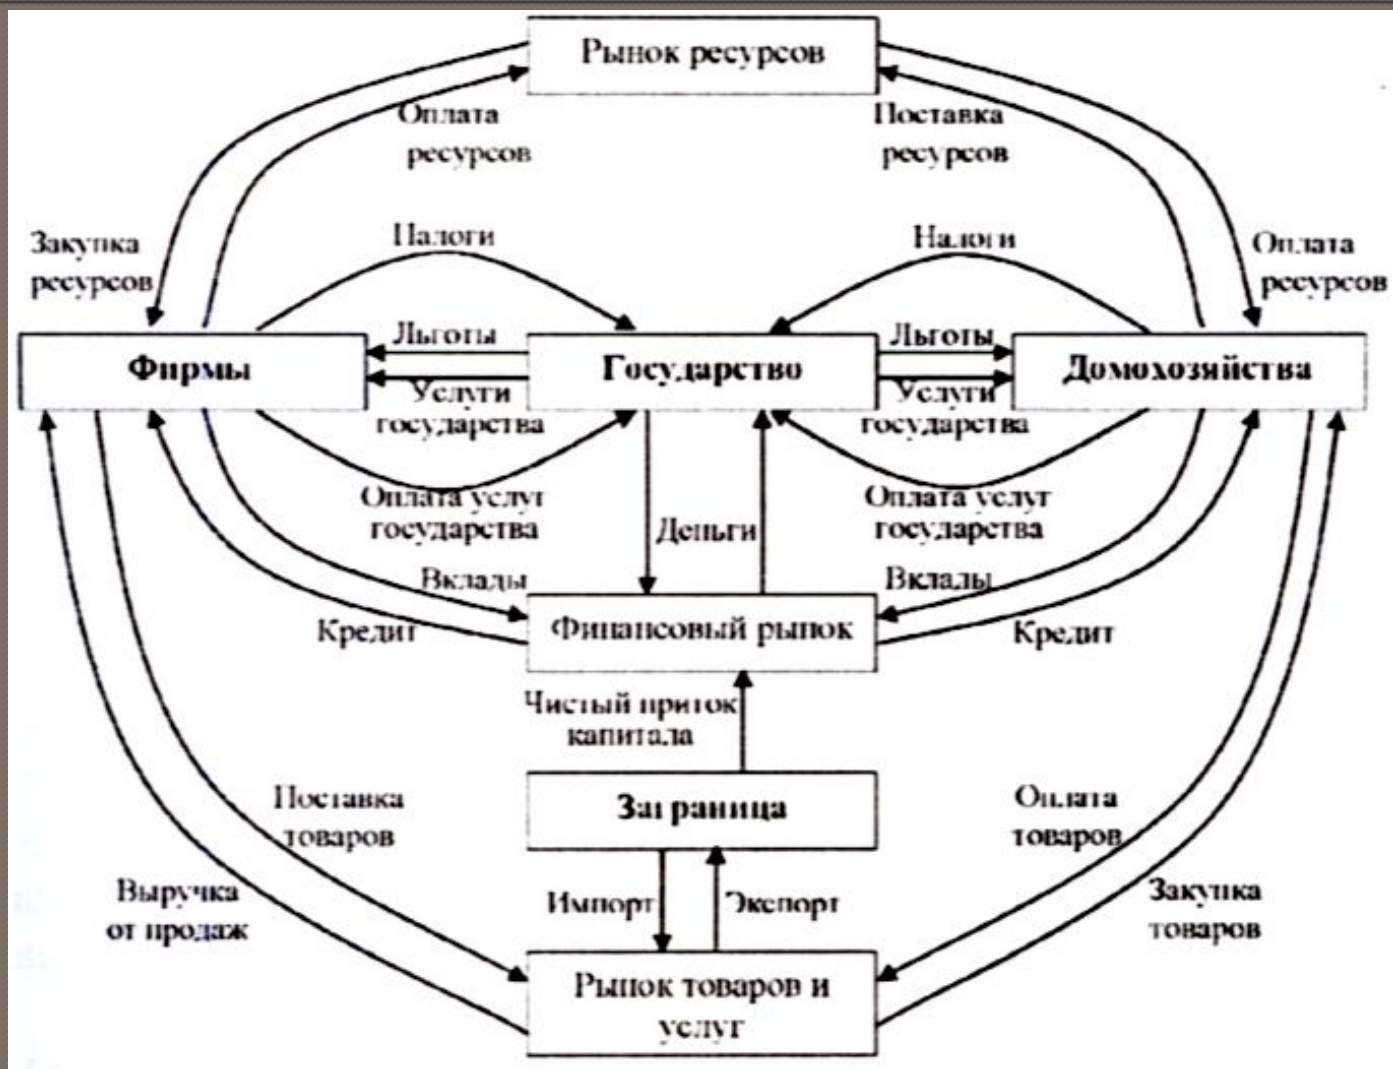 Рынок ресурсов
Оплата
ресурсов
Поставка
ресурсов
Закупка
ресурсов
Налоги
Налоги
Оплата
ресурсов
Фирмы
Льготы
Государство
Льготы
Домохозяйства
Услуги
государства
Услуги
государства
Оплата услуг
государства
Деньги
Оплата услуг
государства
Вклады
Вклады
Кредит
Финансовый рынок
Кредит
Чистый приток
капитала
Поставка
товаров
Заграница
Оплата
товаров
Выручка
от продаж
Импорт
Экспорт
Закупка
товаров
Рынок товаров и
услуг